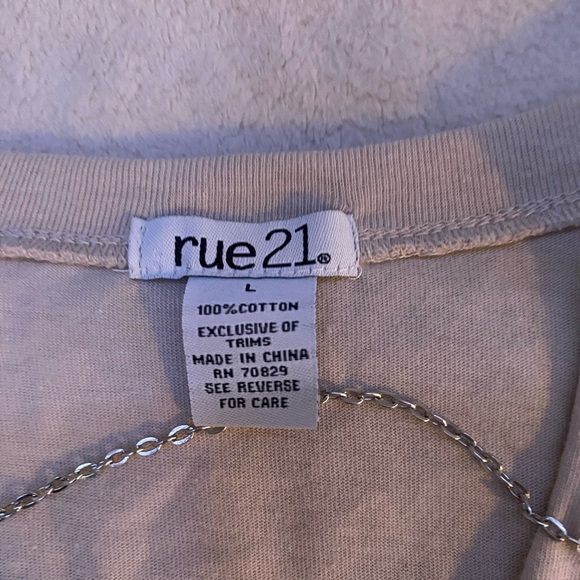 rue21®
L
100%COTTON
EXCLUSIVE OF
TRIMS
MADE IN CHINA
RN 70829
SEE REVERSE
FOR CARE